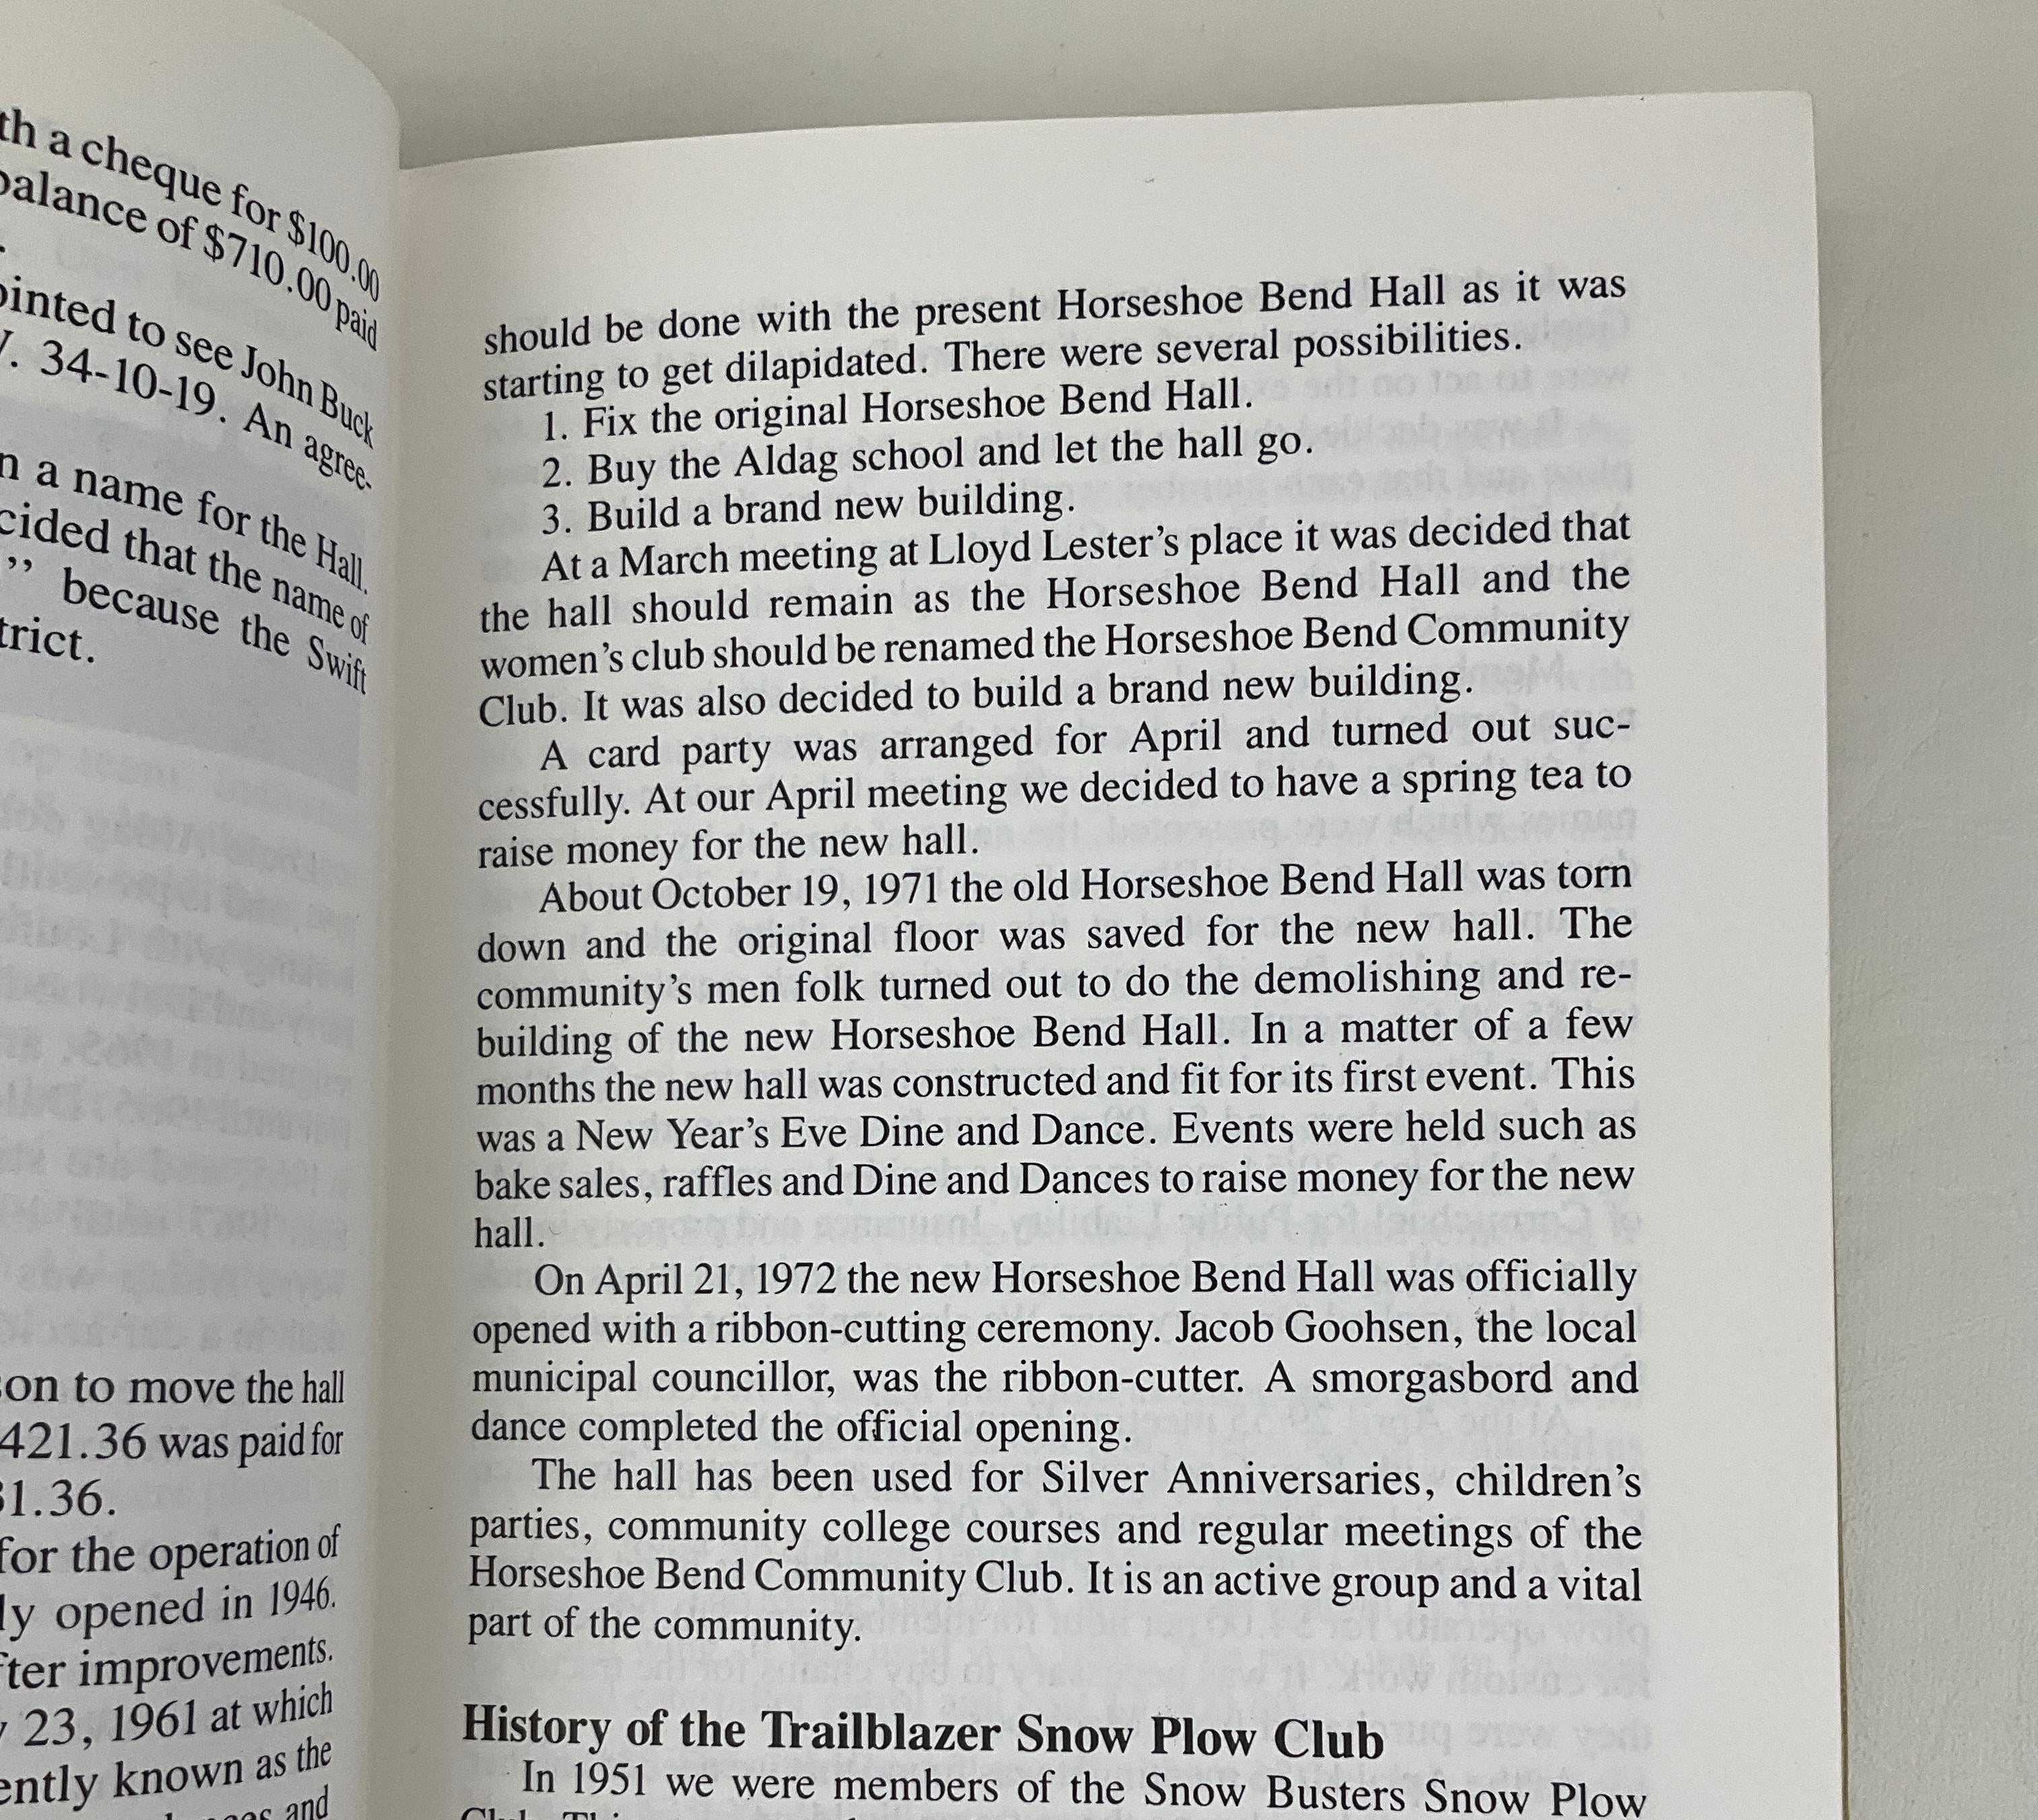 th a cheque for $100.00
balance of $710.00 paid
ointed to see John Buck
34-10-19. An agree-
n a name for the Hall.
cided that the name of
” because the Swift
trict.
son to move the hall
421.36 was paid for
31.36.
for the operation of
ly opened in 1946.
fter improvements.
y 23, 1961 at which
ently known as the
and
should be done with the present Horseshoe Bend Hall as it was
starting to get dilapidated. There were several possibilities.
1. Fix the original Horseshoe Bend Hall.
2. Buy the Aldag school and let the hall go.
3. Build a brand new building.
At a March meeting at Lloyd Lester’s place it was decided that
the hall should remain as the Horseshoe Bend Hall and the
women’s club should be renamed the Horseshoe Bend Community
Club. It was also decided to build a brand new building.
A card party was arranged for April and turned out suc-
cessfully. At our April meeting we decided to have a spring tea to
raise money for the new hall.
About October 19, 1971 the old Horseshoe Bend Hall was torn
down and the original floor was saved for the new hall. The
community’s men folk turned out to do the demolishing and re-
building of the new Horseshoe Bend Hall. In a matter of a few
months the new hall was constructed and fit for its first event. This
was a New Year’s Eve Dine and Dance. Events were held such as
bake sales, raffles and Dine and Dances to raise money for the new
hall.
On April 21, 1972 the new Horseshoe Bend Hall was officially
opened with a ribbon-cutting ceremony. Jacob Goohsen, the local
municipal councillor, was the ribbon-cutter. A smorgasbord and
dance completed the official opening.
The hall has been used for Silver Anniversaries, children’s
parties, community college courses and regular meetings of the
Horseshoe Bend Community Club. It is an active group and a vital
part of the community.
History of the Trailblazer Snow Plow Club
In 1951 we were members of the Snow Busters Snow Plow